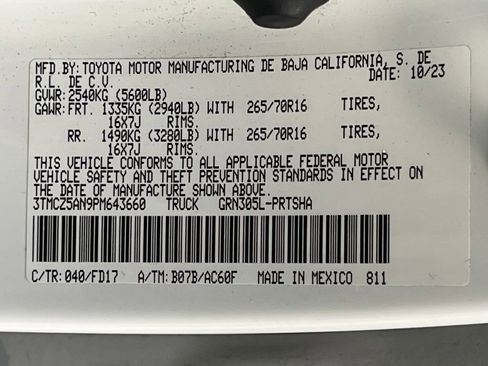 MFD.BY:TOYOTA MOTOR MANUFACTURING DE BAJA CALIFORNIA, S. DE
R.L. DE C.V. DATE: 10/23
GVWR:2540KG (5600LB)
GAWR:FRT. 1335KG (2940LB) WITH 265/70R16 TIRES,
16X7J RIMS.
RR. 1490KG (3280LB) WITH 265/70R16 TIRES,
16X7J RIMS.
THIS VEHICLE CONFORMS TO ALL APPLICABLE FEDERAL MOTOR
VEHICLE SAFETY AND THEFT PREVENTION STANDARDS IN EFFECT ON
THE DATE OF MANUFACTURE SHOWN ABOVE.
3TMCZ5AN9PM643660 TRUCK GRN305L-PRTSHA
C/TR:040/FD17 A/TM:B07B/AC60F MADE IN MEXICO 811